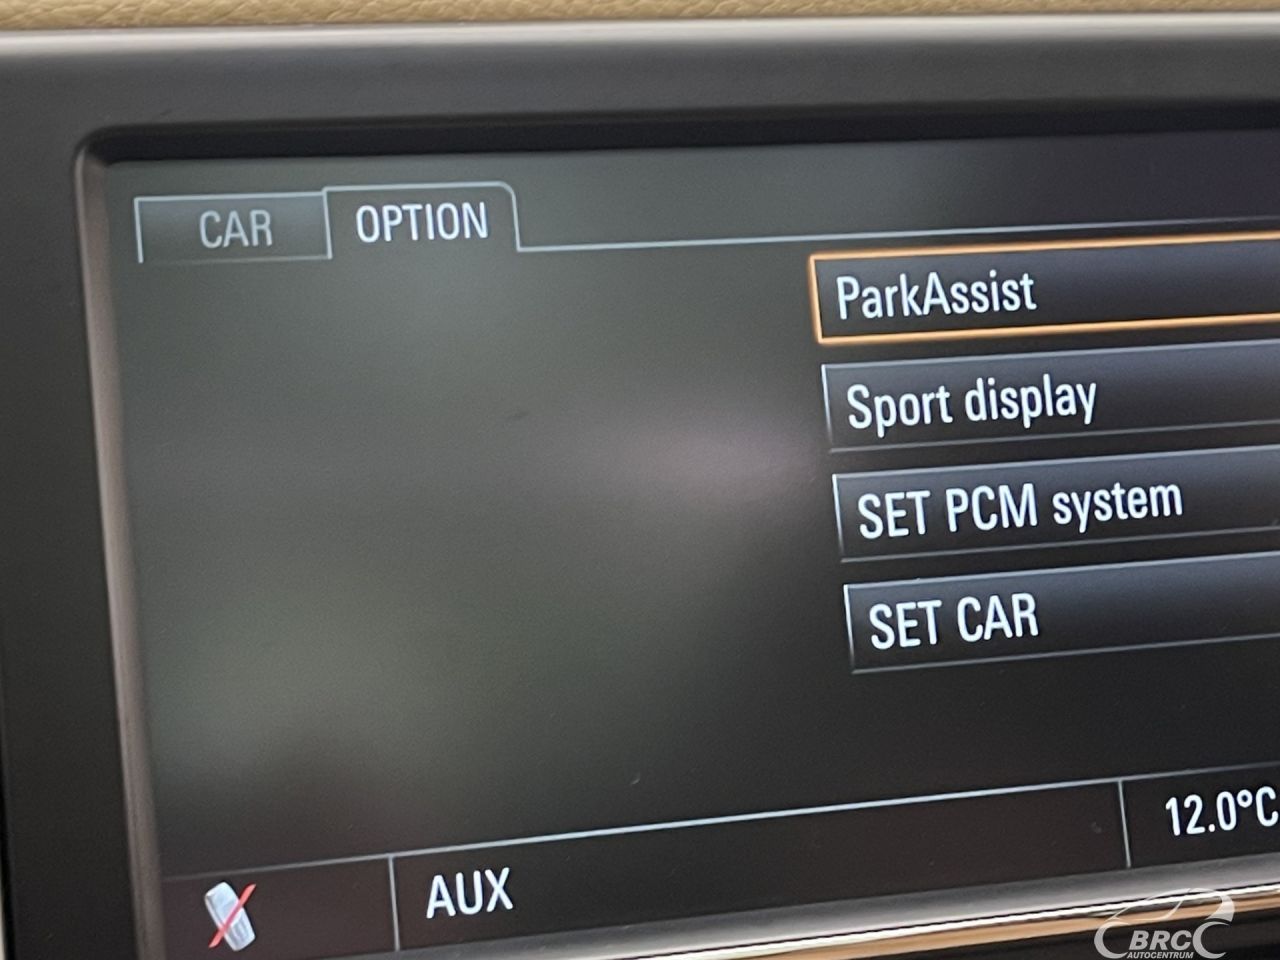 CAR OPTION
ParkAssist
Sport display
SET PCM system
SET CAR
AUX 12.0°C
BRC
AUTOCENTRUM